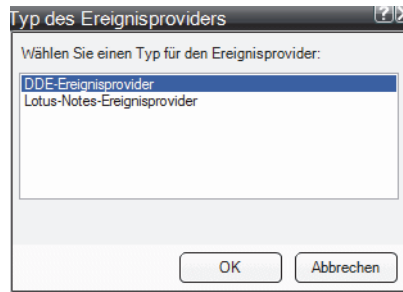 Typ des Ereignisproviders
Wählen Sie einen Typ für den Ereignisprovider:
DDE-Ereignisprovider
Lotus-Notes-Ereignisprovider
OK
Abbrechen